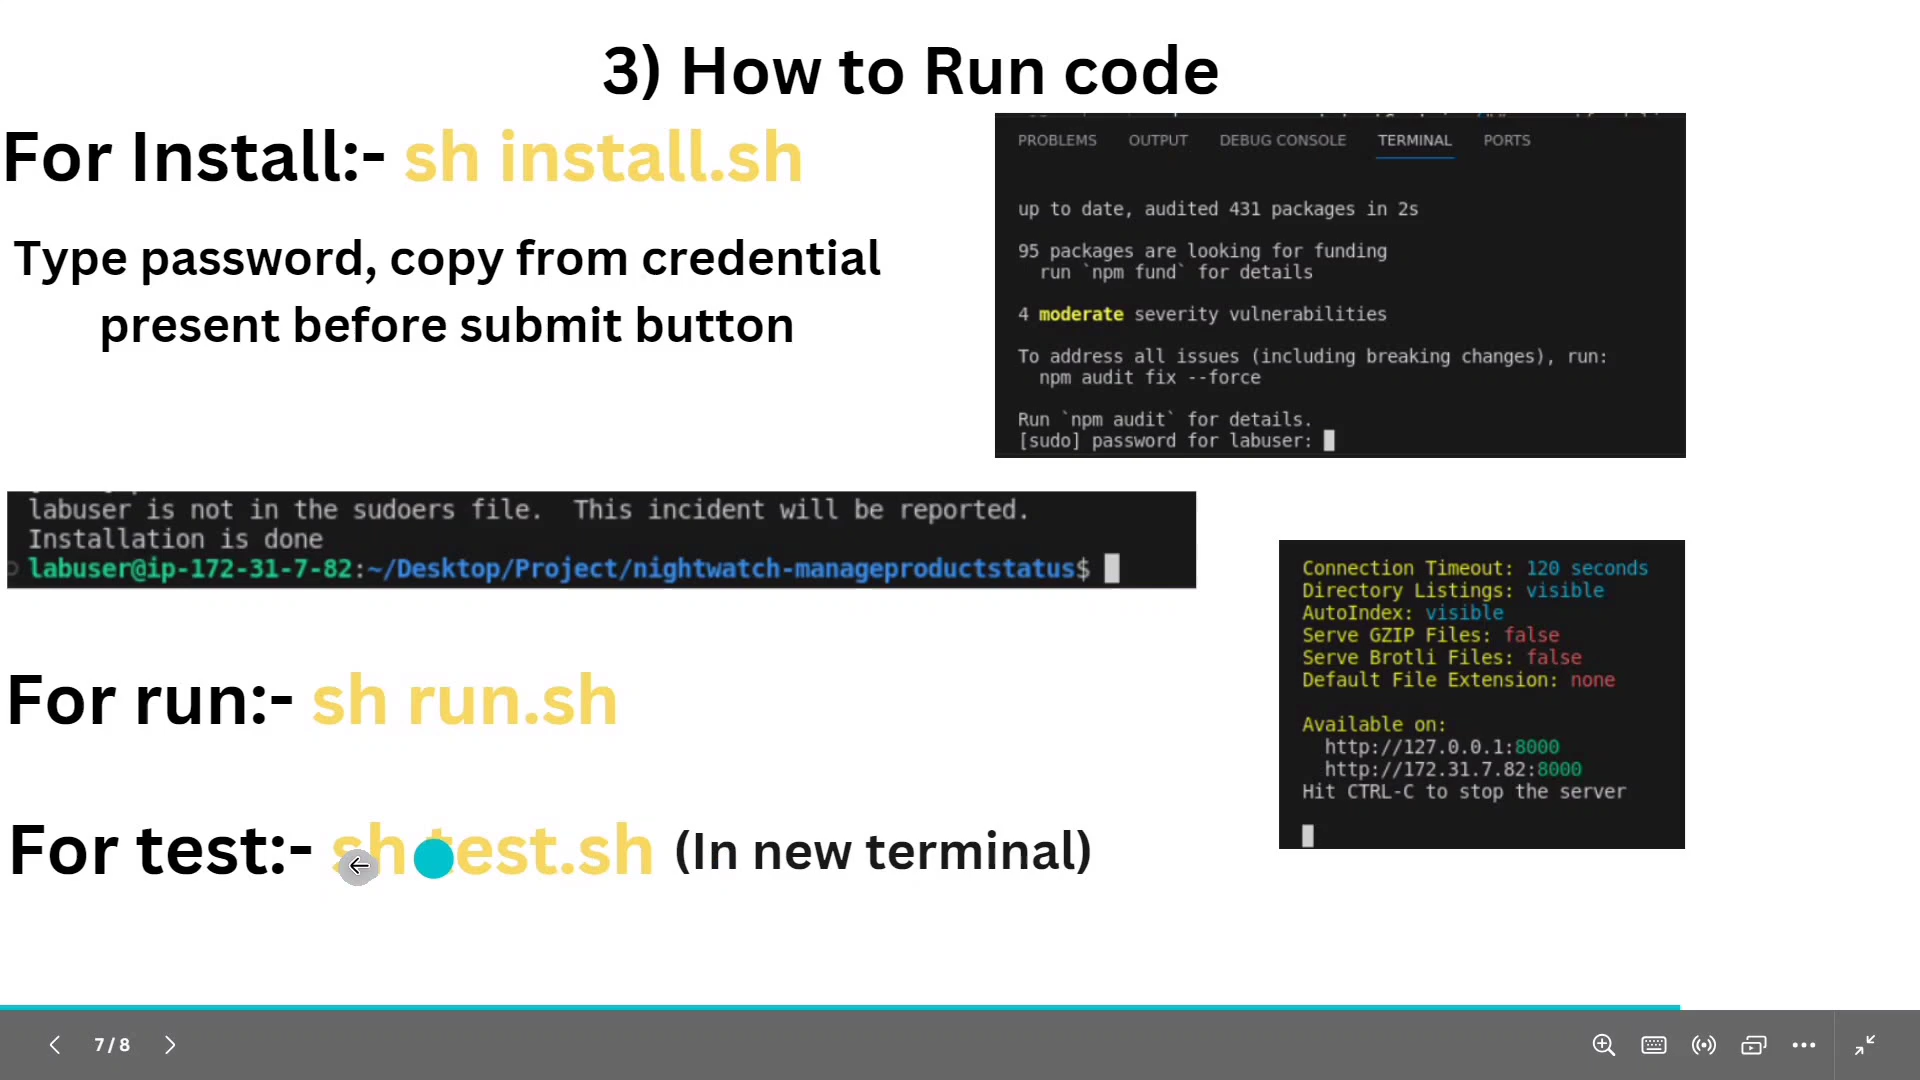 3) How to Run code
For Install:- sh install.sh
Type password, copy from credential
present before submit button
PROBLEMS OUTPUT DEBUG CONSOLE TERMINAL PORTS
up to date, audited 431 packages in 2s
95 packages are looking for funding
run `npm fund` for details
4 moderate severity vulnerabilities
To address all issues (including breaking changes), run:
npm audit fix --force
Run `npm audit` for details.
[sudo] password for labuser:
labuser is not in the sudoers file. This incident will be reported.
Installation is done
labuser@ip-172-31-7-82:~/Desktop/Project/nightwatch-manageproductstatus$
Connection Timeout: 120 seconds
Directory Listings: visible
AutoIndex: visible
Serve GZIP Files: false
Serve Brotli Files: false
Default File Extension: none
Available on:
http://127.0.0.1:8000
http://172.31.7.82:8000
Hit CTRL-C to stop the server
For run:- sh run.sh
For test:- sh test.sh (In new terminal)
7 / 8